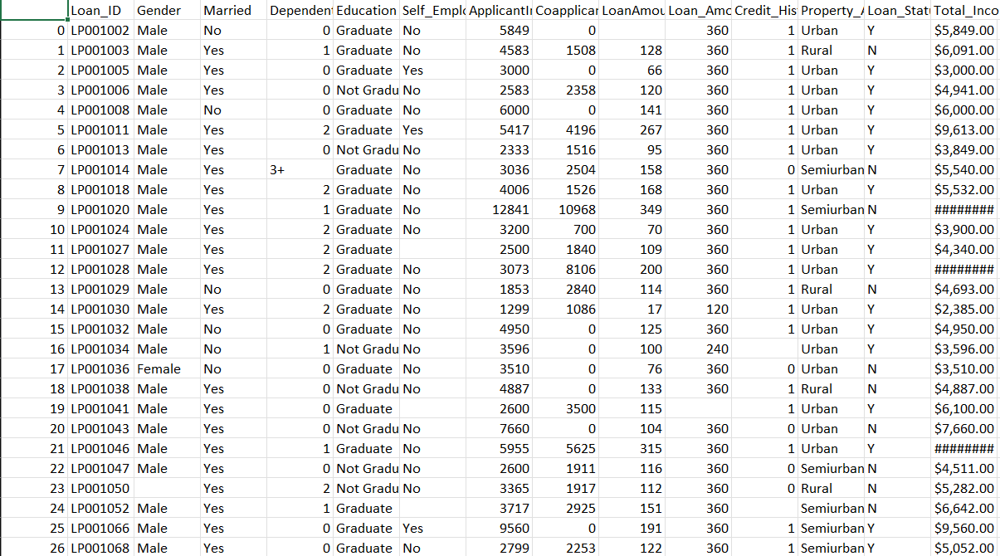 Loan_ID Gender Married Dependent Education Self_Emplo ApplicantIn Coapplicar LoanAmou Loan_Amo Credit_His Property_A Loan_Statu Total_Inco
0 LP001002 Male No 0 Graduate No 5849 0 360 1 Urban Y $5,849.00
1 LP001003 Male Yes 1 Graduate No 4583 1508 128 360 1 Rural N $6,091.00
2 LP001005 Male Yes 0 Graduate Yes 3000 0 66 360 1 Urban Y $3,000.00
3 LP001006 Male Yes 0 Not Gradu No 2583 2358 120 360 1 Urban Y $4,941.00
4 LP001008 Male No 0 Graduate No 6000 0 141 360 1 Urban Y $6,000.00
5 LP001011 Male Yes 2 Graduate Yes 5417 4196 267 360 1 Urban Y $9,613.00
6 LP001013 Male Yes 0 Not Gradu No 2333 1516 95 360 1 Urban Y $3,849.00
7 LP001014 Male Yes 3+ Graduate No 3036 2504 158 360 0 Semiurban N $5,540.00
8 LP001018 Male Yes 2 Graduate No 4006 1526 168 360 1 Urban Y $5,532.00
9 LP001020 Male Yes 1 Graduate No 12841 10968 349 360 1 Semiurban N ########
10 LP001024 Male Yes 2 Graduate No 3200 700 70 360 1 Urban Y $3,900.00
11 LP001027 Male Yes 2 Graduate 2500 1840 109 360 1 Urban Y $4,340.00
12 LP001028 Male Yes 2 Graduate No 3073 8106 200 360 1 Urban Y ########
13 LP001029 Male No 0 Graduate No 1853 2840 114 360 1 Rural N $4,693.00
14 LP001030 Male Yes 2 Graduate No 1299 1086 17 120 1 Urban Y $2,385.00
15 LP001032 Male No 0 Graduate No 4950 0 125 360 1 Urban Y $4,950.00
16 LP001034 Male No 1 Not Gradu No 3596 0 100 240 Urban Y $3,596.00
17 LP001036 Female No 0 Graduate No 3510 0 76 360 0 Urban N $3,510.00
18 LP001038 Male Yes 0 Not Gradu No 4887 0 133 360 1 Rural N $4,887.00
19 LP001041 Male Yes 0 Graduate 2600 3500 115 1 Urban Y $6,100.00
20 LP001043 Male Yes 0 Not Gradu No 7660 0 104 360 0 Urban N $7,660.00
21 LP001046 Male Yes 1 Graduate No 5955 5625 315 360 1 Urban Y ########
22 LP001047 Male Yes 0 Not Gradu No 2600 1911 116 360 0 Semiurban N $4,511.00
23 LP001050 Yes 2 Not Gradu No 3365 1917 112 360 0 Rural N $5,282.00
24 LP001052 Male Yes 1 Graduate 3717 2925 151 360 Semiurban N $6,642.00
25 LP001066 Male Yes 0 Graduate Yes 9560 0 191 360 1 Semiurban Y $9,560.00
26 LP001068 Male Yes 0 Graduate No 2799 2253 122 360 1 Semiurban Y $5,052.00